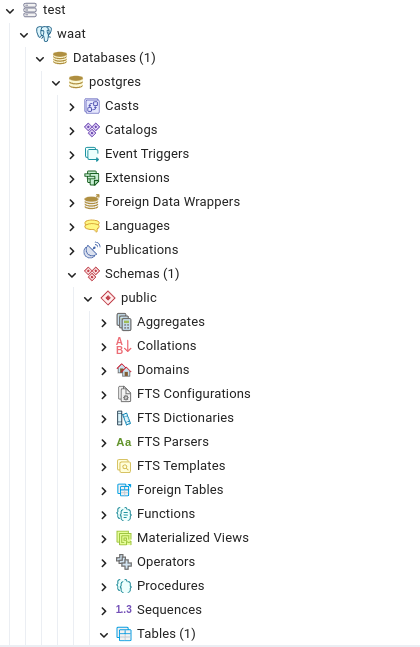 test
waat
Databases (1)
postgres
Casts
Catalogs
Event Triggers
Extensions
Foreign Data Wrappers
Languages
Publications
Schemas (1)
public
Aggregates
A
B
Collations
Domains
FTS Configurations
FTS Dictionaries
Aa FTS Parsers
FTS Templates
Foreign Tables
Functions
Materialized Views
Operators
Procedures
1..3 Sequences
Tables (1)